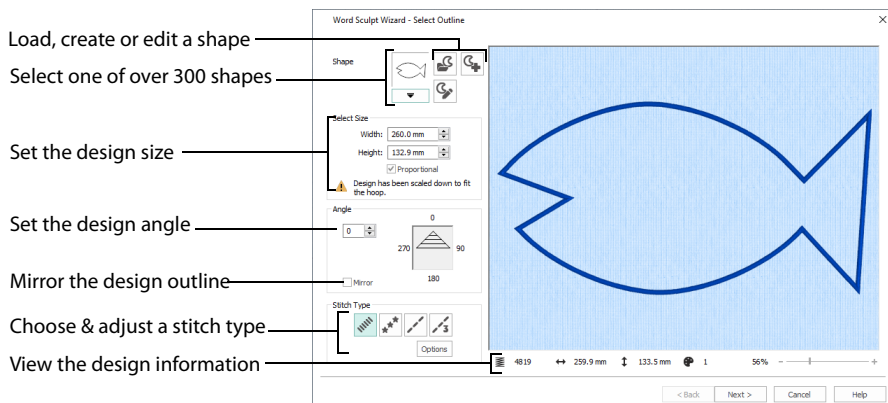 Word Sculpt Wizard - Select Outline
Load, create or edit a shape
Shape
Select one of over 300 shapes
Select Size
Width: 260.0 mm
Height: 132.9 mm
Proportional
Set the design size
Design has been scaled down to fit
the hoop.
Angle
0
0
Set the design angle
270
90
180
Mirror the design outline
Mirror
Stitch Type
Choose & adjust a stitch type
3
Options
View the design information
4819 259.9 mm 133.5 mm 1 56% - +
< Back Next > Cancel Help